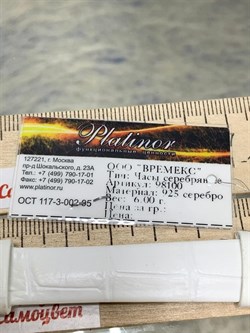 Platinor
функциональные
127221, г. Москва
пр-д Шокальского, д. 23А
Тел: +7 (499) 790-17-01
Факс: +7 (499) 790-17-02
www.platinor.ru
ОСТ 117-3-002-95
ООО "ВРЕМЕКС"
Тип: Часы серебряные
Артикул: 98100
Материал: 925 серебро
Вес: 6.00 г.
Цена за гр.:
Цена:
самоцвет